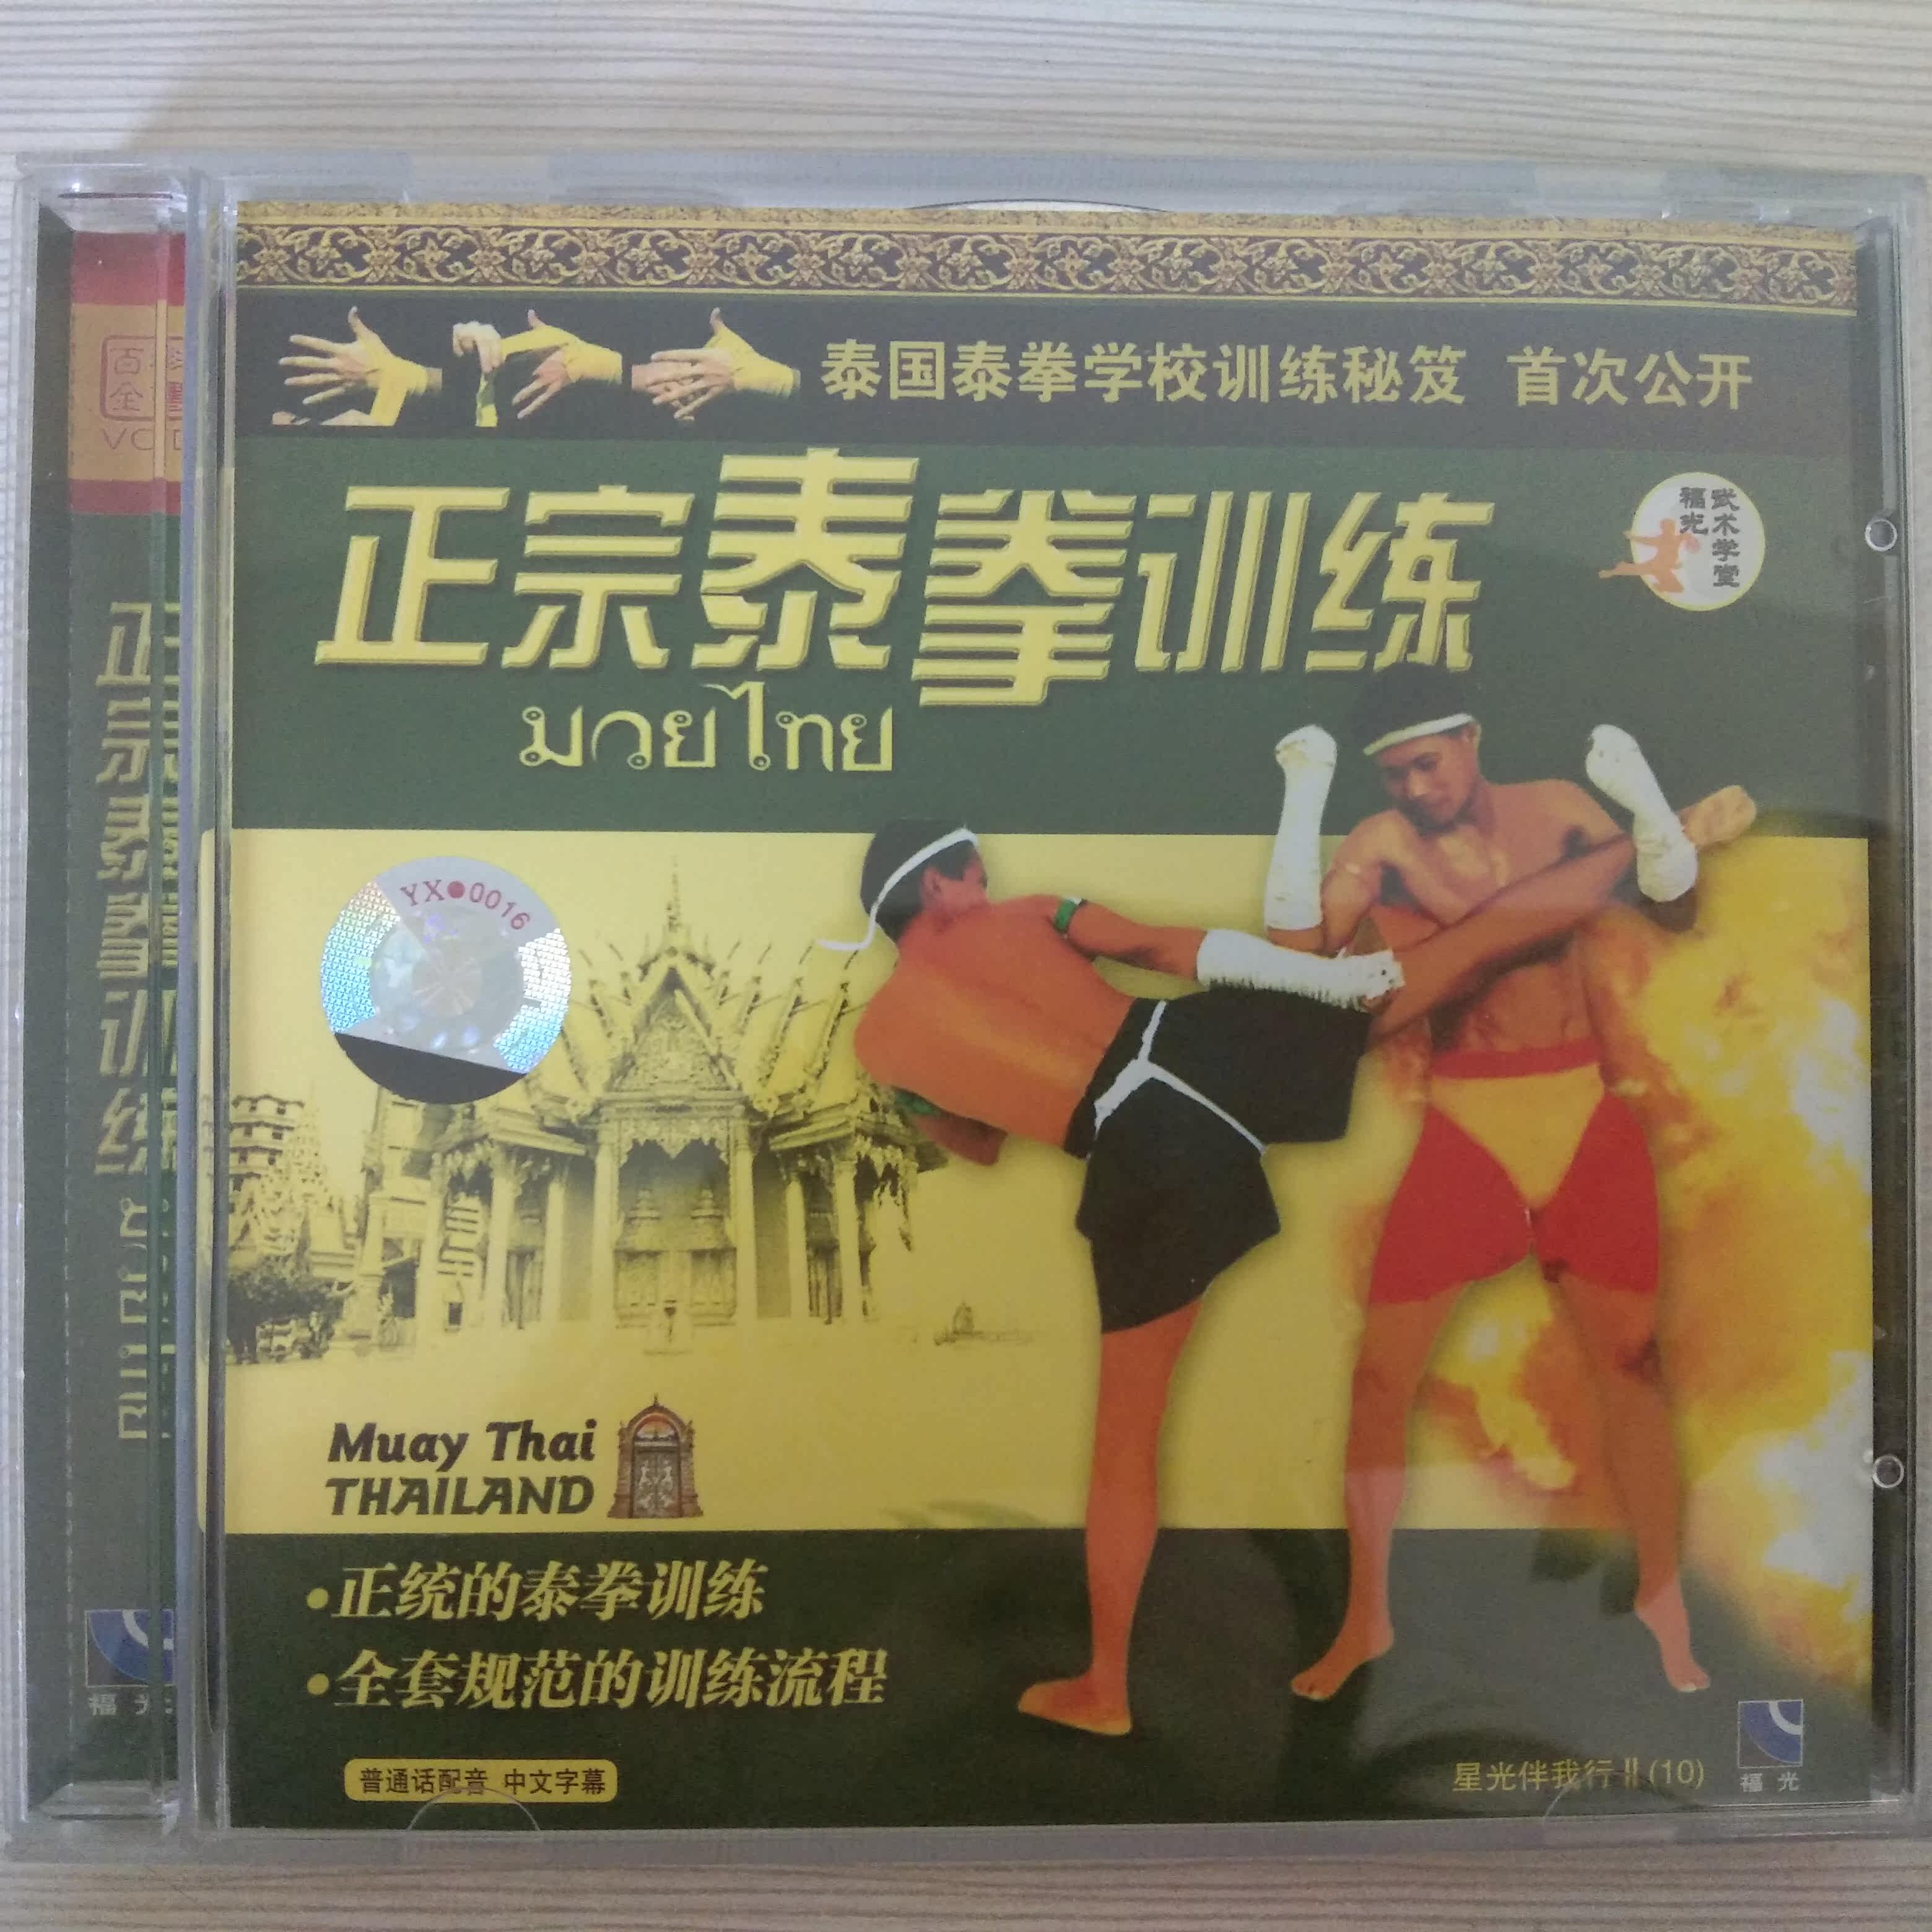 泰国泰拳学校训练秘笈 首次公开
正宗泰拳训练
มวยไทย
武术学堂
福光
YX●0016
Muay Thai
THAILAND
•正统的泰拳训练
•全套规范的训练流程
普通话配音 中文字幕
星光伴我行 II (10)
福光
正宗泰拳训练
福光